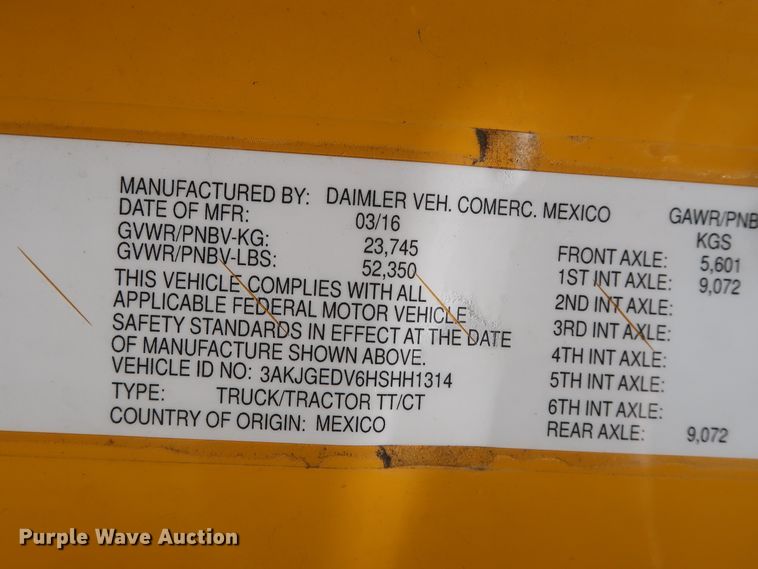 MANUFACTURED BY: DAIMLER VEH. COMERC. MEXICO
DATE OF MFR: 03/16
GVWR/PNBV-KG: 23,745
GVWR/PNBV-LBS: 52,350
THIS VEHICLE COMPLIES WITH ALL
APPLICABLE FEDERAL MOTOR VEHICLE
SAFETY STANDARDS IN EFFECT AT THE DATE
OF MANUFACTURE SHOWN ABOVE.
VEHICLE ID NO: 3AKJGEDV6HSHH1314
TYPE: TRUCK/TRACTOR TT/CT
COUNTRY OF ORIGIN: MEXICO
GAWR/PNB
KGS
FRONT AXLE: 5,601
1ST INT AXLE: 9,072
2ND INT AXLE:
3RD INT AXLE:
4TH INT AXLE:
5TH INT AXLE:
6TH INT AXLE:
REAR AXLE: 9,072
Purple Wave Auction